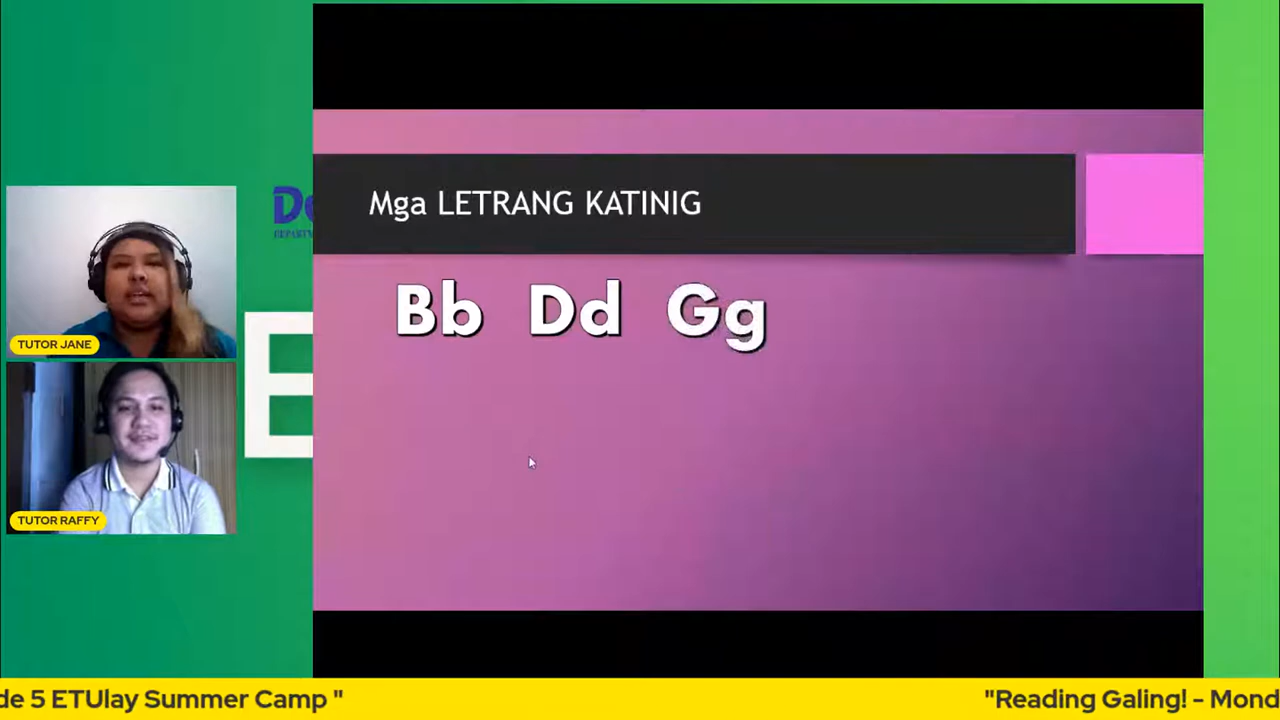 Mga LETRANG KATINIG
Bb Dd Gg
TUTOR JANE
TUTOR RAFFY
de 5 ETUlay Summer Camp "
"Reading Galing! - Mond